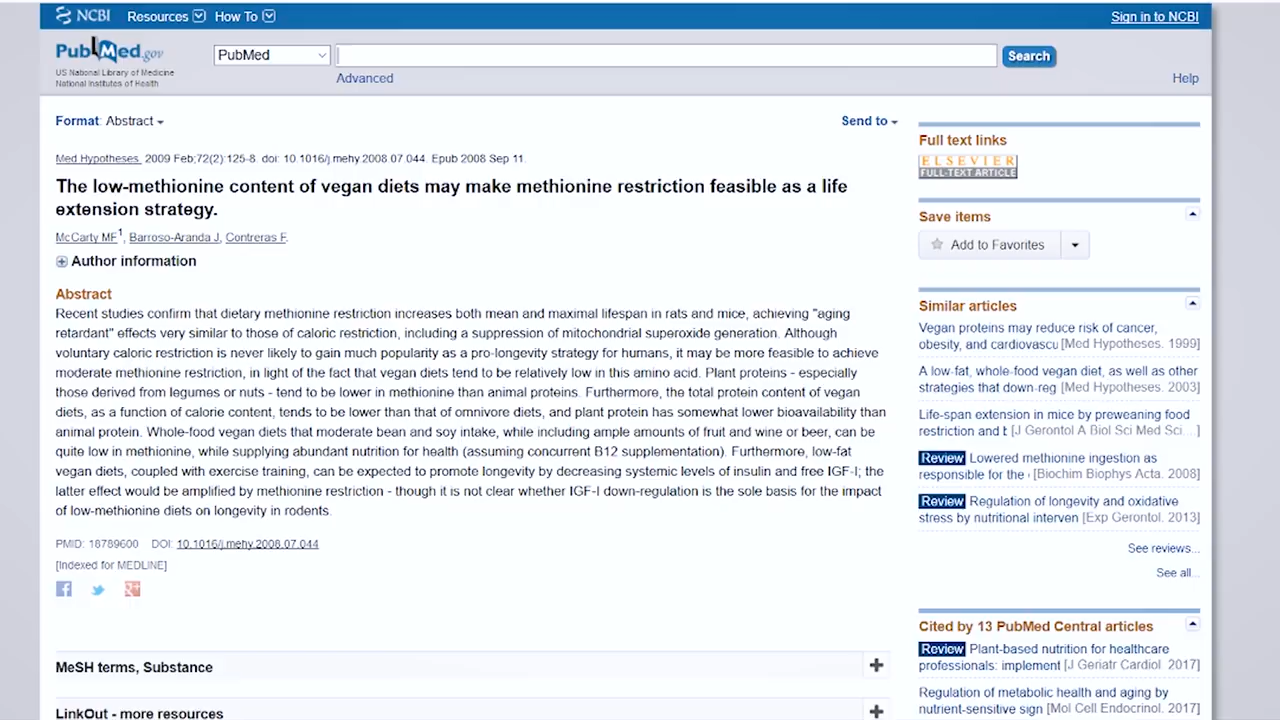 NCBI Resources How To Sign in to NCBI
PubMed.gov
US National Library of Medicine
National Institutes of Health
PubMed
Search
Advanced
Help
Format: Abstract
Send to
Med Hypotheses. 2009 Feb;72(2):125-8. doi: 10.1016/j.mehy.2008.07.044. Epub 2008 Sep 11.
The low-methionine content of vegan diets may make methionine restriction feasible as a life
extension strategy.
McCarty MF1, Barroso-Aranda J, Contreras F.
Author information
Abstract
Recent studies confirm that dietary methionine restriction increases both mean and maximal lifespan in rats and mice, achieving "aging
retardant" effects very similar to those of caloric restriction, including a suppression of mitochondrial superoxide generation. Although
voluntary caloric restriction is never likely to gain much popularity as a pro-longevity strategy for humans, it may be more feasible to achieve
moderate methionine restriction, in light of the fact that vegan diets tend to be relatively low in this amino acid. Plant proteins - especially
those derived from legumes or nuts - tend to be lower in methionine than animal proteins. Furthermore, the total protein content of vegan
diets, as a function of calorie content, tends to be lower than that of omnivore diets, and plant protein has somewhat lower bioavailability than
animal protein. Whole-food vegan diets that moderate bean and soy intake, while including ample amounts of fruit and wine or beer, can be
quite low in methionine, while supplying abundant nutrition for health (assuming concurrent B12 supplementation). Furthermore, low-fat
vegan diets, coupled with exercise training, can be expected to promote longevity by decreasing systemic levels of insulin and free IGF-I; the
latter effect would be amplified by methionine restriction - though it is not clear whether IGF-I down-regulation is the sole basis for the impact
of low-methionine diets on longevity in rodents.
PMID: 18789600 DOI: 10.1016/j.mehy.2008.07.044
[Indexed for MEDLINE]
MeSH terms, Substance
LinkOut - more resources
Full text links
ELSEVIER
FULL-TEXT ARTICLE
Save items
Add to Favorites
Similar articles
Vegan proteins may reduce risk of cancer,
obesity, and cardiovascu [Med Hypotheses. 1999]
A low-fat, whole-food vegan diet, as well as other
strategies that down-reg [Med Hypotheses. 2003]
Life-span extension in mice by preweaning food
restriction and b [J Gerontol A Biol Sci Med Sci....]
Review Lowered methionine ingestion as
responsible for the [Biochim Biophys Acta. 2008]
Review Regulation of longevity and oxidative
stress by nutritional interven [Exp Gerontol. 2013]
See reviews...
See all...
Cited by 13 PubMed Central articles
Review Plant-based nutrition for healthcare
professionals: implement [J Geriatr Cardiol. 2017]
Regulation of metabolic health and aging by
nutrient-sensitive sign [Mol Cell Endocrinol. 2017]